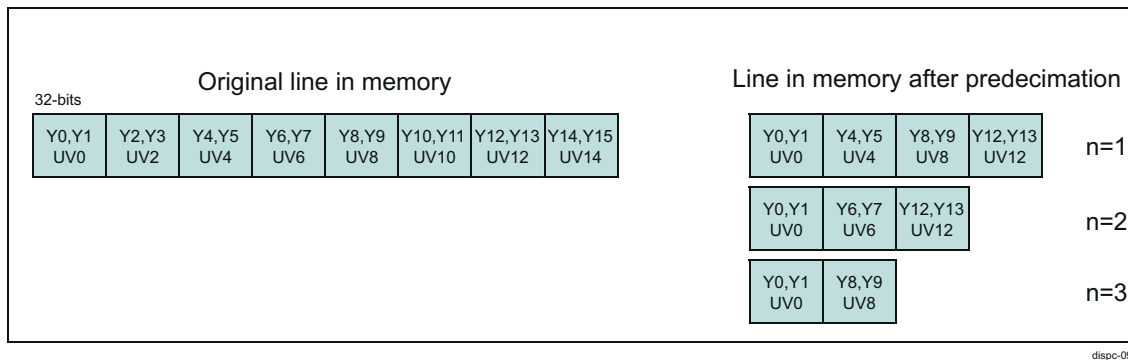 Original line in memory
32-bits
Y0,Y1 Y2,Y3 Y4,Y5 Y6,Y7 Y8,Y9 Y10,Y11 Y12,Y13 Y14,Y15
UV0 UV2 UV4 UV6 UV8 UV10 UV12 UV14
Line in memory after predecimation
Y0,Y1 Y4,Y5 Y8,Y9 Y12,Y13
UV0 UV4 UV8 UV12
n=1
Y0,Y1 Y6,Y7 Y12,Y13
UV0 UV6 UV12
n=2
Y0,Y1 Y8,Y9
UV0 UV8
n=3